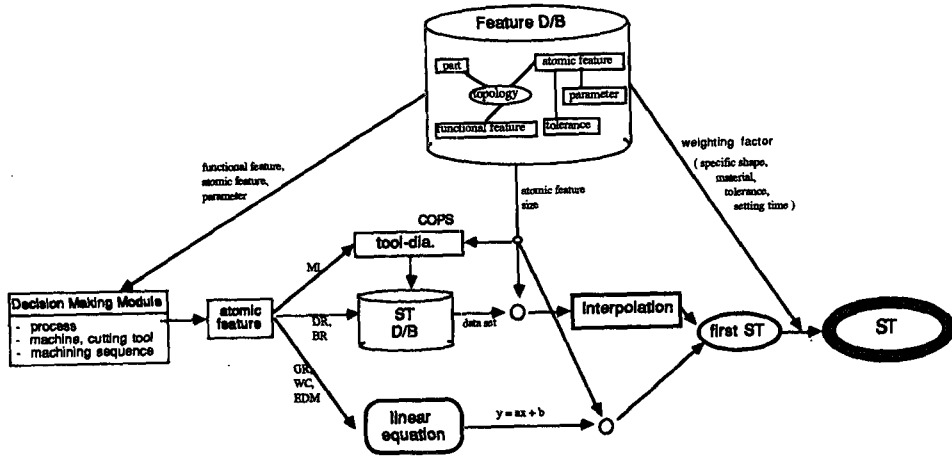 Feature D/B
part
atomic feature
topology
parameter
functional feature
tolerance
weighting factor
( specific shape,
material,
tolerance,
setting time )
functional feature,
atomic feature,
parameter
atomic feature
size
COPS
tool-dia.
ML
Decision Making Module
- process
- machine, cutting tool
- machining sequence
atomic
feature
DR,
BR
ST
D/B
data set
Interpolation
first ST
ST
GR,
WC,
EDM
linear
equation
y = ax + b